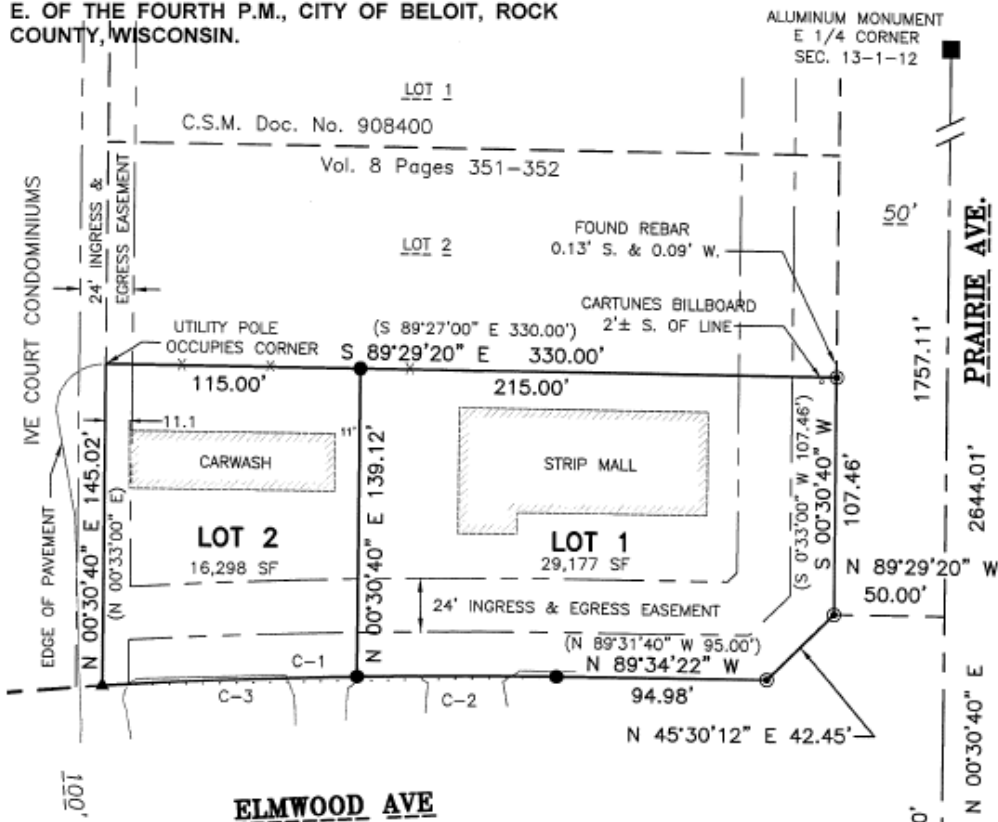 E. OF THE FOURTH P.M., CITY OF BELOIT, ROCK
COUNTY, WISCONSIN.
ALUMINUM MONUMENT
E 1/4 CORNER
SEC. 13-1-12
LOT 1
C.S.M. Doc. No. 908400
Vol. 8 Pages 351-352
LOT 2
IVE COURT CONDOMINIUMS
24' INGRESS &
EGRESS EASEMENT
FOUND REBAR
0.13' S. & 0.09' W.
50'
PRAIRIE AVE.
CARTUNES BILLBOARD
2'± S. OF LINE
UTILITY POLE
OCCUPIES CORNER
(S 89°27'00" E 330.00')
S 89°29'20" E 330.00'
115.00'
215.00'
1757.11'
2644.01'
11.1
11'
CARWASH
STRIP MALL
N 00°30'40" E 145.02'
(N 00°33'00" E)
N 00°30'40" E 139.12'
(S 0°33'00" W 107.46')
S 00°30'40" W
107.46'
EDGE OF PAVEMENT
LOT 2
16,298 SF
LOT 1
29,177 SF
N 89°29'20" W
50.00'
24' INGRESS & EGRESS EASEMENT
(N 89°31'40" W 95.00')
N 89°34'22" W
94.98'
C-1
C-3
C-2
N 45°30'12" E 42.45'
N 00°30'40" E
100'
ELMWOOD AVE
0'